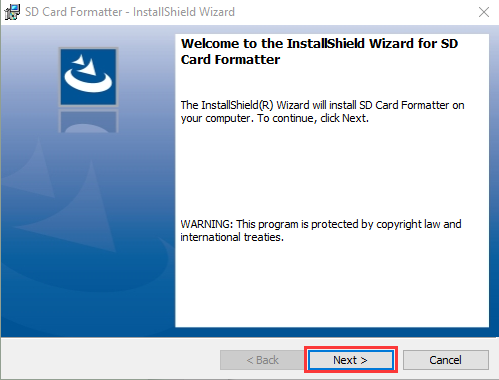 SD Card Formatter - InstallShield Wizard
Welcome to the InstallShield Wizard for SD
Card Formatter
The InstallShield(R) Wizard will install SD Card Formatter on
your computer. To continue, click Next.
WARNING: This program is protected by copyright law and
international treaties.
< Back Next > Cancel